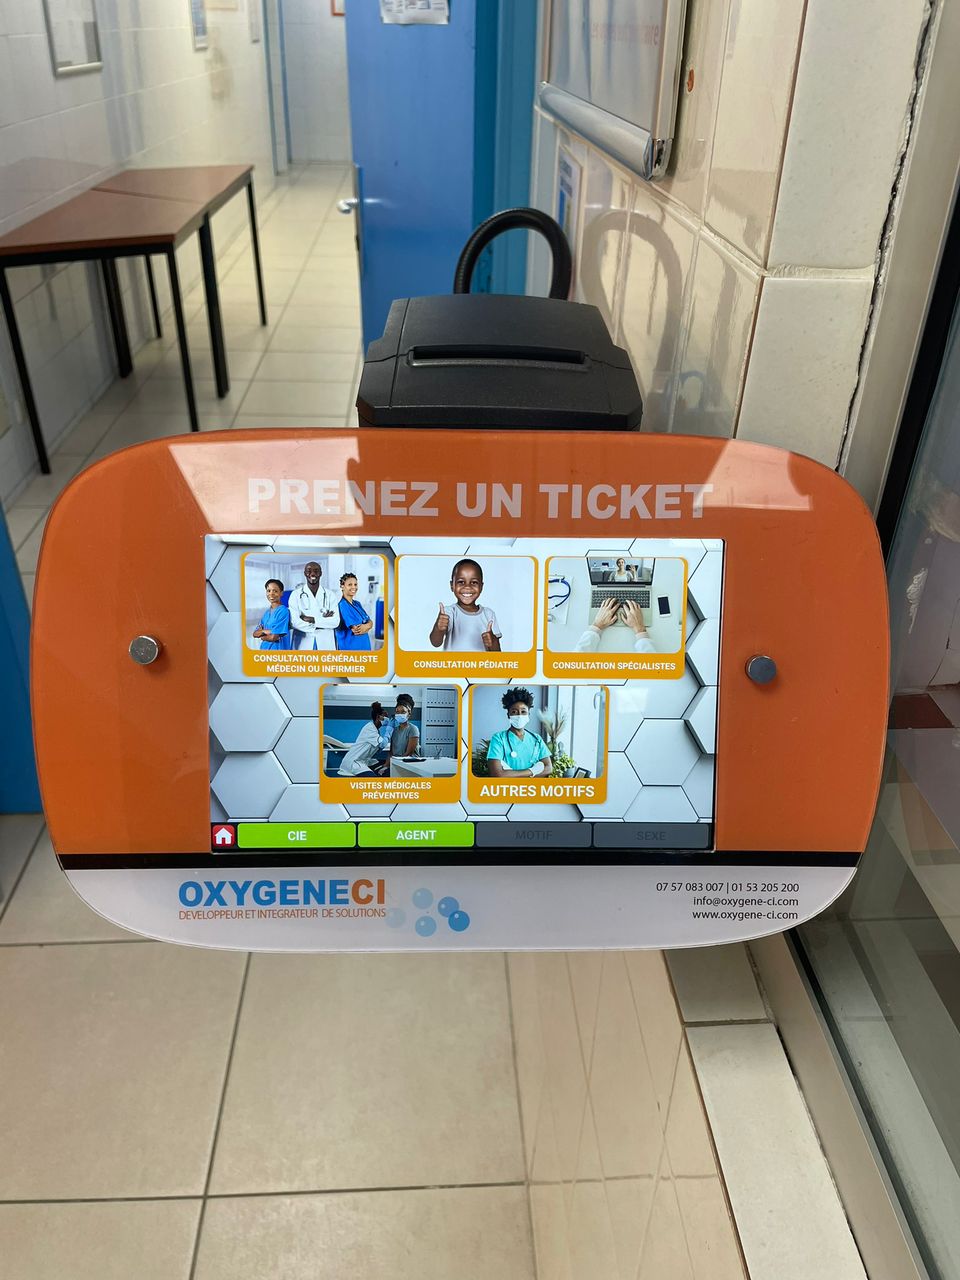 PRENEZ UN TICKET
CONSULTATION GÉNÉRALISTE
MÉDECIN OU INFIRMIER
CONSULTATION PÉDIATRE
CONSULTATION SPÉCIALISTES
VISITES MÉDICALES
PRÉVENTIVES
AUTRES MOTIFS
CIE
AGENT
MOTIF
SEXE
OXYGENECI
DEVELOPPEUR ET INTEGRATEUR DE SOLUTIONS
07 57 083 007 | 01 53 205 200
info@oxygene-ci.com
www.oxygene-ci.com